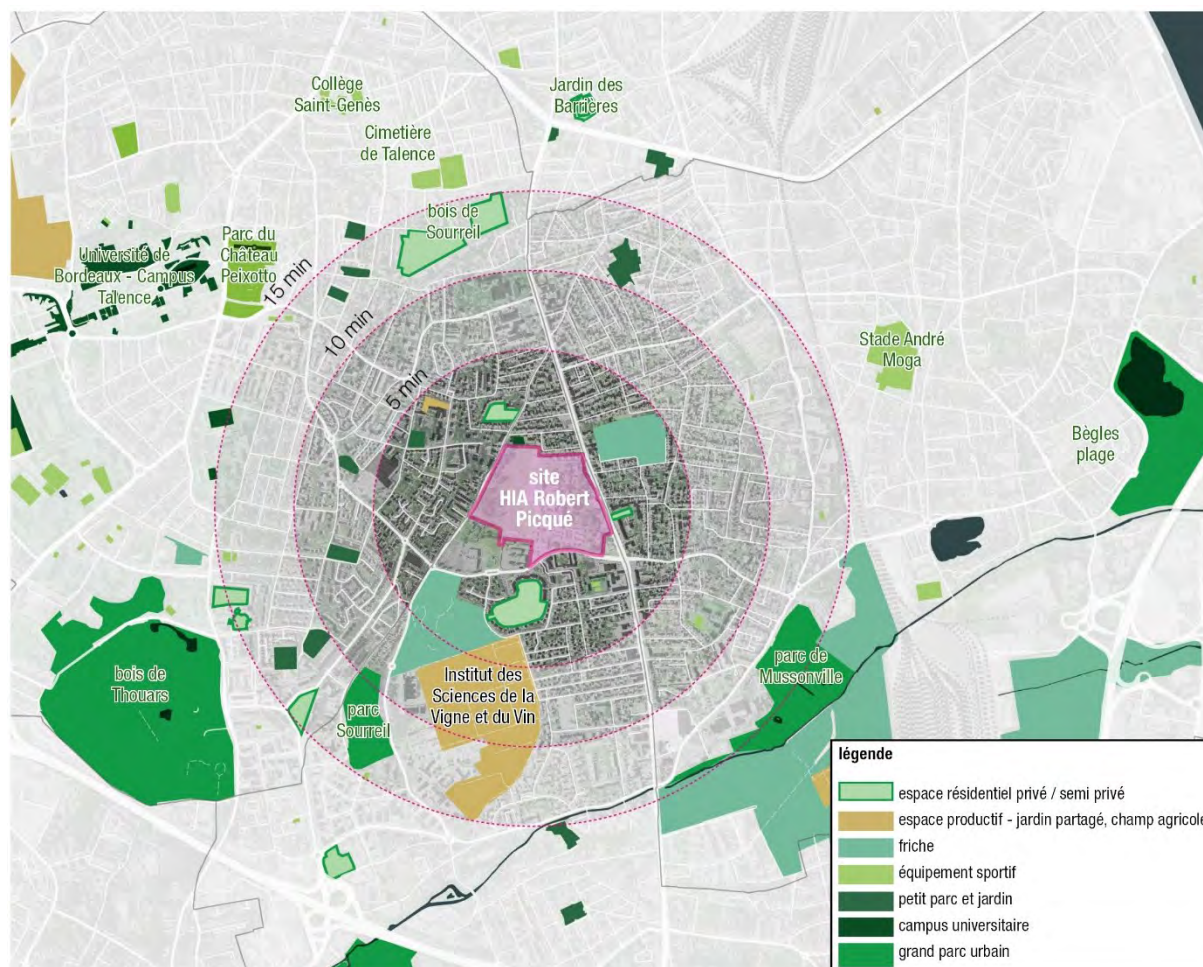 Collège
Saint-Genès
Jardin des
Barrières
Cimetière
de Talence
bois de
Sourreil
Parc du
Château
Peixotto
Université de
Bordeaux - Campus
Talence
15 min
10 min
5 min
Stade André
Moga
Bègles
plage
site
HIA Robert
Picqué
bois de
Thouars
parc
Sourreil
Institut des
Sciences de la
Vigne et du Vin
parc de
Mussonville
légende
espace résidentiel privé / semi privé
espace productif - jardin partagé, champ agricole
friche
équipement sportif
petit parc et jardin
campus universitaire
grand parc urbain